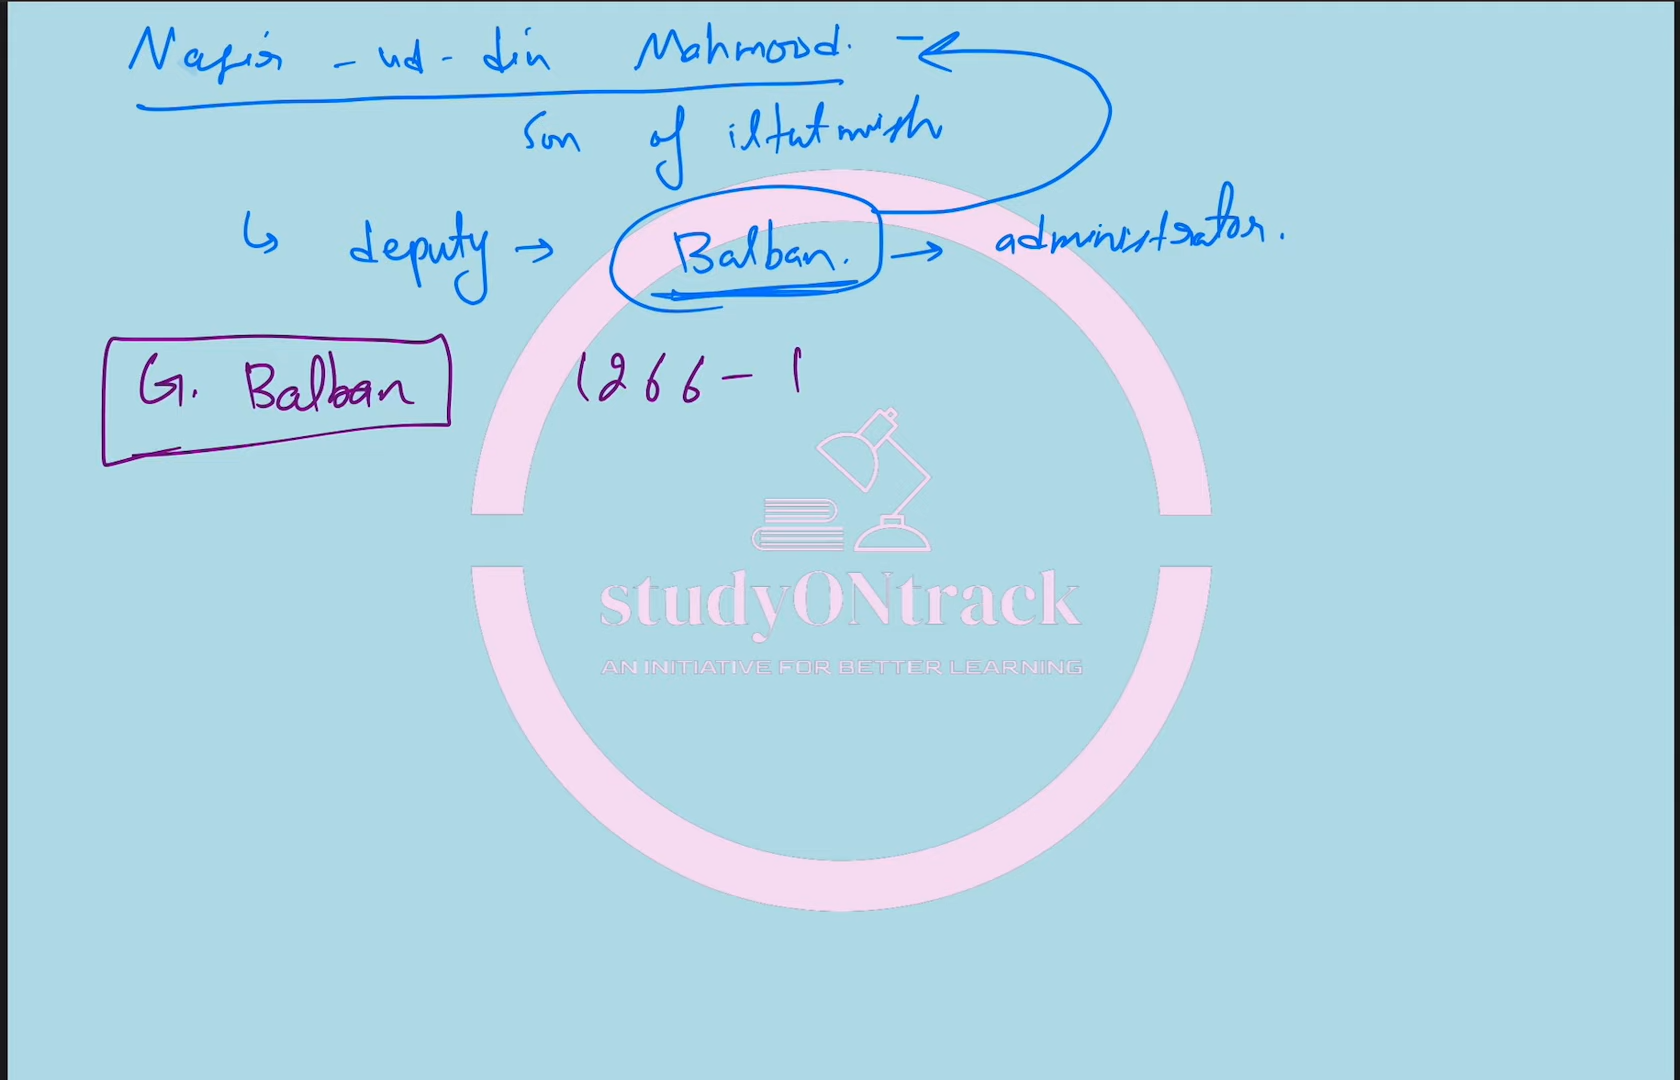 Nasir - ud - din Mahmood. -
son of iltutmish
↳ deputy → Balban. → administrator.
G. Balban 1266 - 1
studyONtrack
AN INITIATIVE FOR BETTER LEARNING